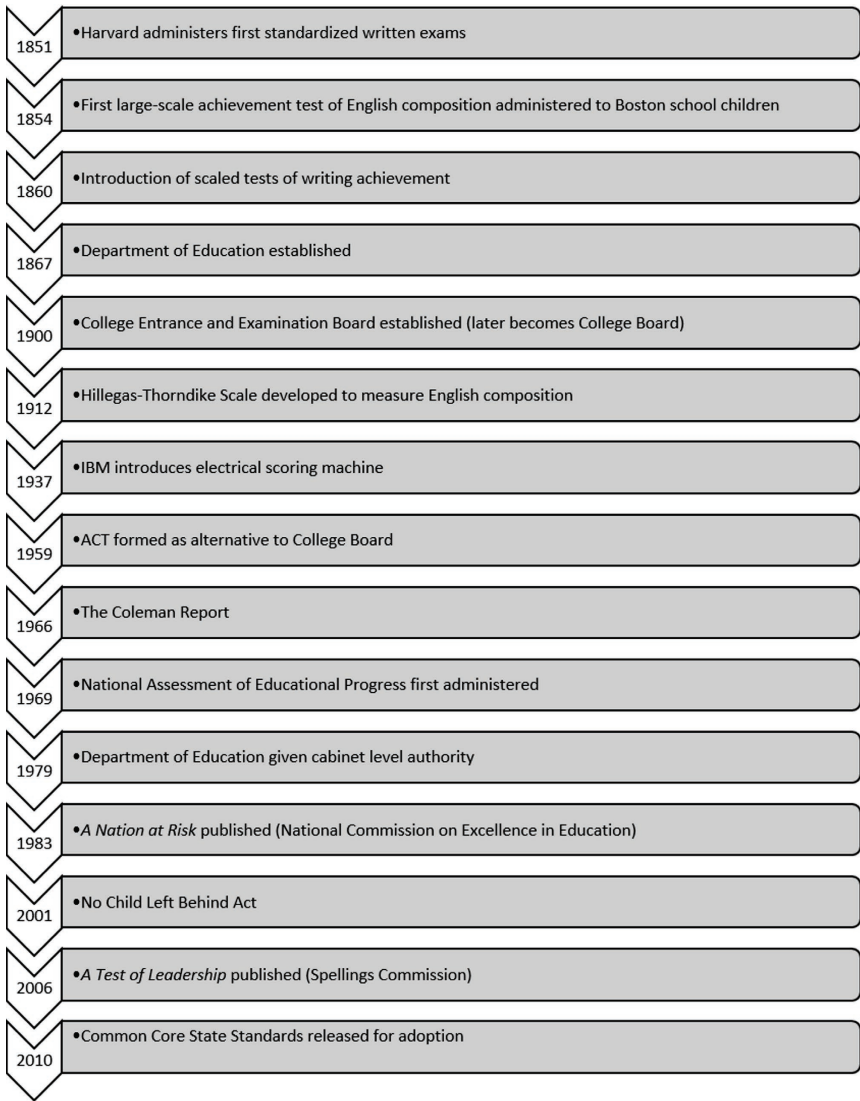 1851
•Harvard administers first standardized written exams
1854
•First large-scale achievement test of English composition administered to Boston school children
1860
•Introduction of scaled tests of writing achievement
1867
•Department of Education established
1900
•College Entrance and Examination Board established (later becomes College Board)
1912
•Hillegas-Thorndike Scale developed to measure English composition
1937
•IBM introduces electrical scoring machine
1959
•ACT formed as alternative to College Board
1966
•The Coleman Report
1969
•National Assessment of Educational Progress first administered
1979
•Department of Education given cabinet level authority
1983
•A Nation at Risk published (National Commission on Excellence in Education)
2001
•No Child Left Behind Act
2006
•A Test of Leadership published (Spellings Commission)
2010
•Common Core State Standards released for adoption